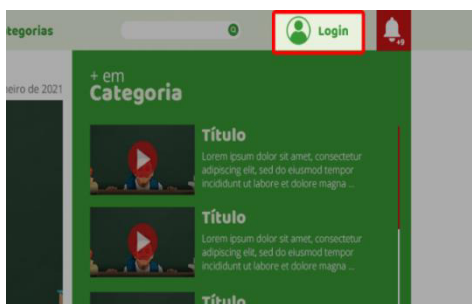 tegorias
Login
+9
eiro de 2021
+ em
Categoria
Título
Lorem ipsum dolor sit amet, consectetur
adipiscing elit, sed do eiusmod tempor
incididunt ut labore et dolore magna ...
Título
Lorem ipsum dolor sit amet, consectetur
adipiscing elit, sed do eiusmod tempor
incididunt ut labore et dolore magna ...
Título